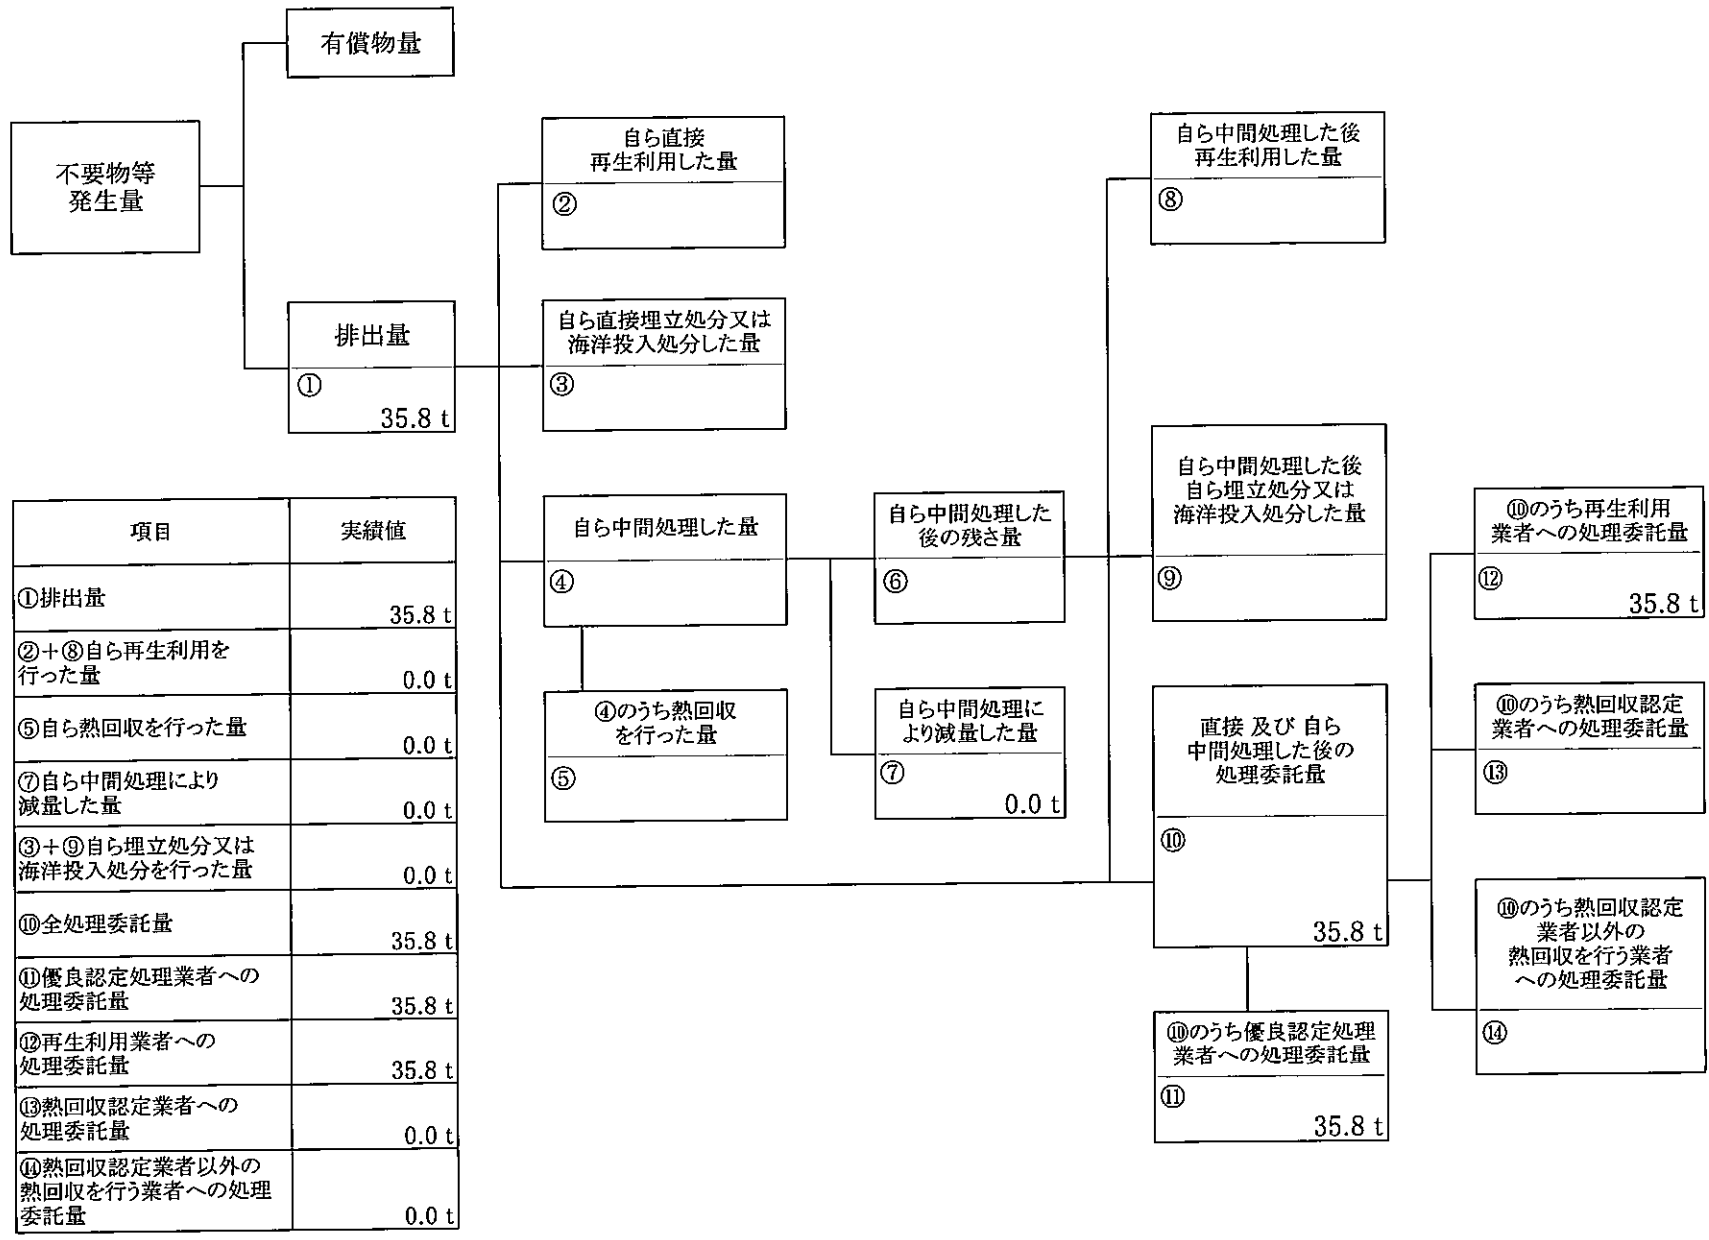 有償物量
不要物等
発生量
排出量
①
35.8 t
自ら直接
再生利用した量
②
自ら直接埋立処分又は
海洋投入処分した量
③
自ら中間処理した量
④
④のうち熱回収
を行った量
⑤
自ら中間処理した
後の残さ量
⑥
自ら中間処理に
より減量した量
⑦
0.0 t
自ら中間処理した後
再生利用した量
⑧
自ら中間処理した後
自ら埋立処分又は
海洋投入処分した量
⑨
直接 及び 自ら
中間処理した後の
処理委託量
⑩
35.8 t
⑩のうち優良認定処理
業者への処理委託量
⑪
35.8 t
⑩のうち再生利用
業者への処理委託量
⑫
35.8 t
⑩のうち熱回収認定
業者への処理委託量
⑬
⑩のうち熱回収認定
業者以外の
熱回収を行う業者
への処理委託量
⑭
項目 実績値
①排出量
35.8 t
②+⑧自ら再生利用を
行った量
0.0 t
⑤自ら熱回収を行った量
0.0 t
⑦自ら中間処理により
減量した量
0.0 t
③+⑨自ら埋立処分又は
海洋投入処分を行った量
0.0 t
⑩全処理委託量
35.8 t
⑪優良認定処理業者への
処理委託量
35.8 t
⑫再生利用業者への
処理委託量
35.8 t
⑬熱回収認定業者への
処理委託量
0.0 t
⑭熱回収認定業者以外の
熱回収を行う業者への処理
委託量
0.0 t